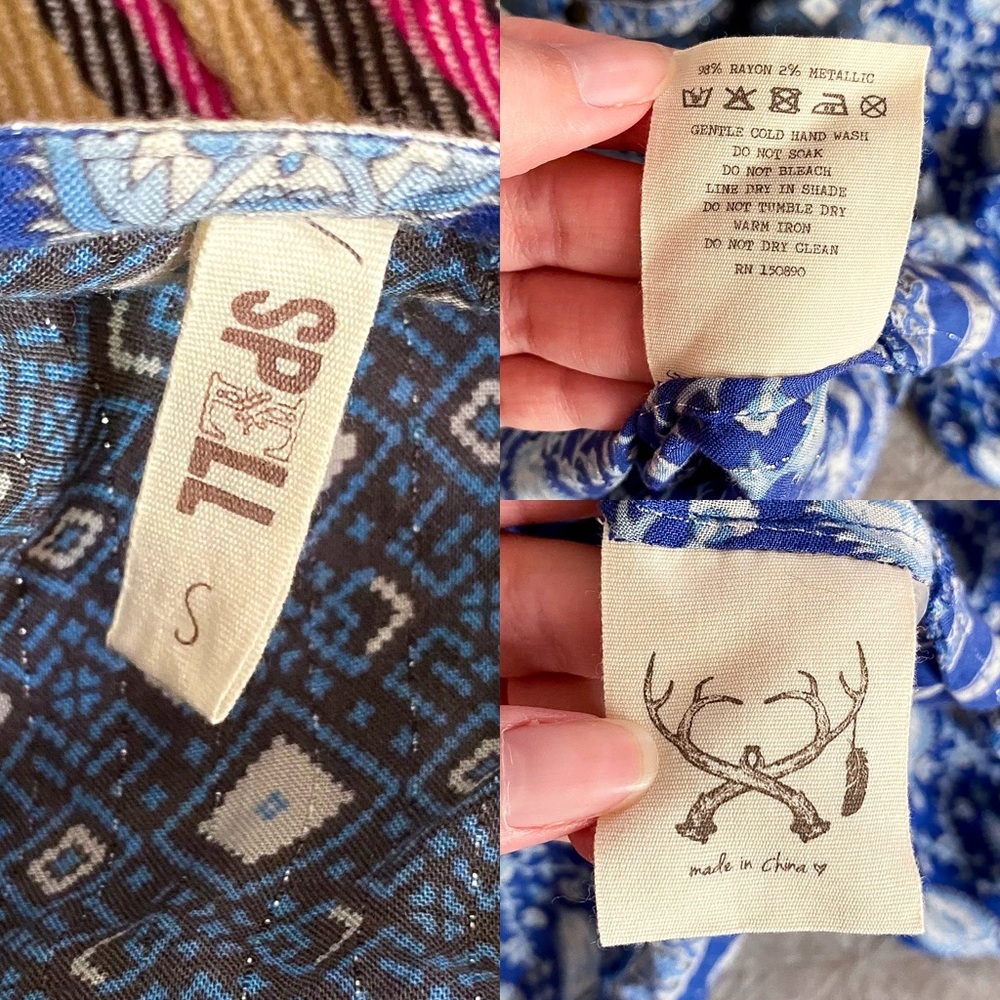 SPELL
S
98% RAYON 2% METALLIC
GENTLE COLD HAND WASH
DO NOT SOAK
DO NOT BLEACH
LINE DRY IN SHADE
DO NOT TUMBLE DRY
WARM IRON
DO NOT DRY CLEAN
RN 150890
made in China ♡